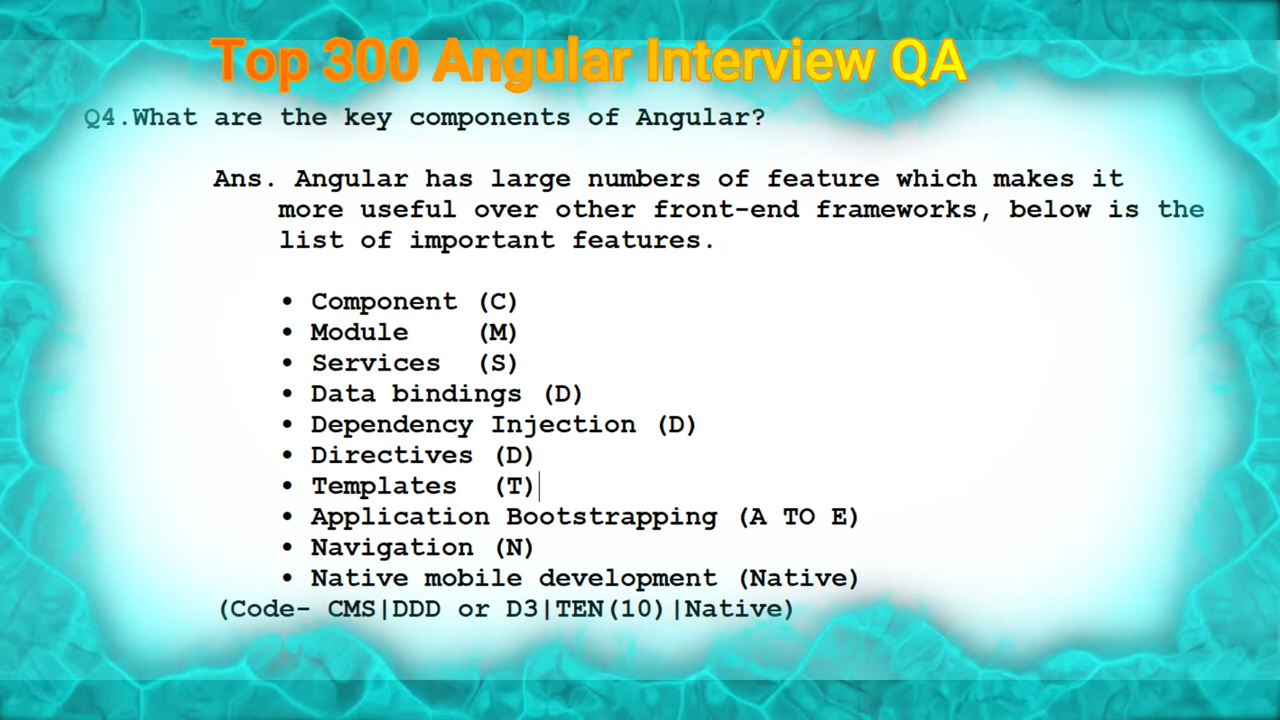 Top 300 Angular Interview QA
Q4.What are the key components of Angular?
Ans. Angular has large numbers of feature which makes it
more useful over other front-end frameworks, below is the
list of important features.
• Component (C)
• Module (M)
• Services (S)
• Data bindings (D)
• Dependency Injection (D)
• Directives (D)
• Templates (T)
• Application Bootstrapping (A TO E)
• Navigation (N)
• Native mobile development (Native)
(Code- CMS|DDD or D3|TEN(10)|Native)